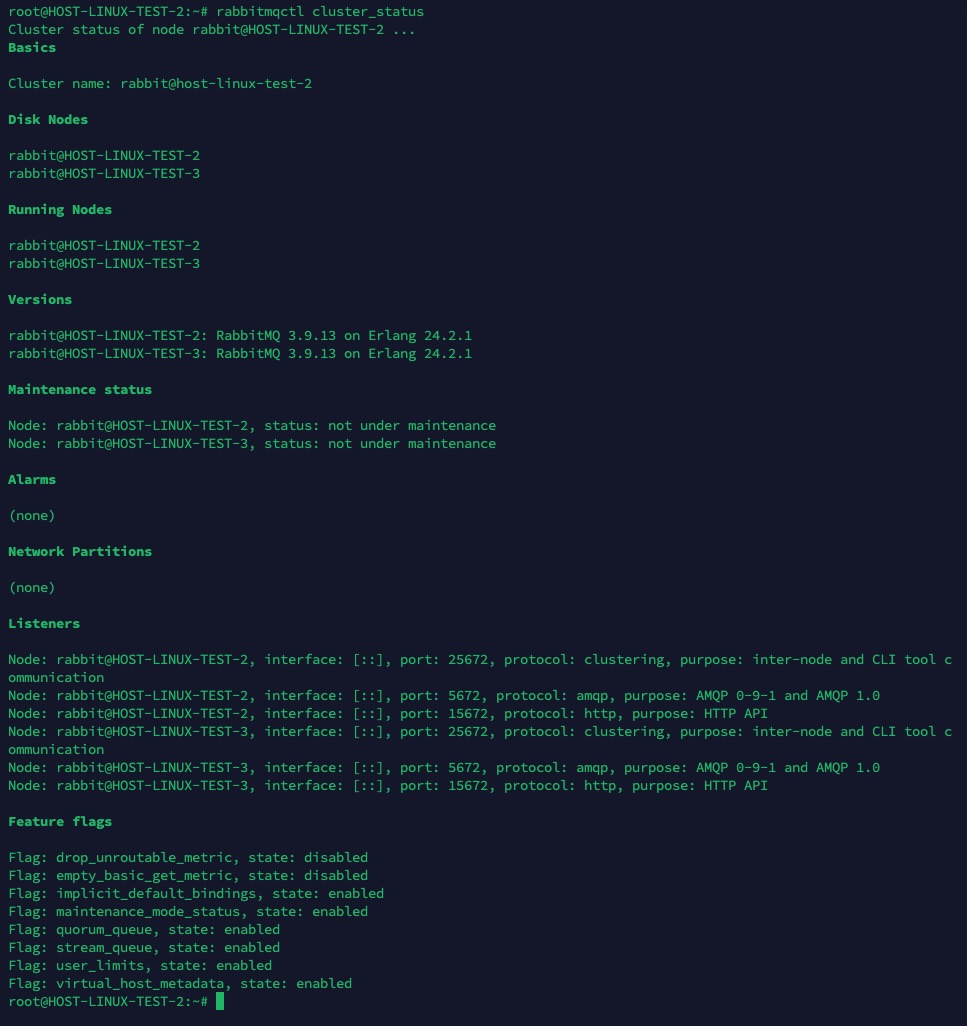 root@HOST-LINUX-TEST-2:~# rabbitmqctl cluster_status
Cluster status of node rabbit@HOST-LINUX-TEST-2 ...
Basics
Cluster name: rabbit@host-linux-test-2
Disk Nodes
rabbit@HOST-LINUX-TEST-2
rabbit@HOST-LINUX-TEST-3
Running Nodes
rabbit@HOST-LINUX-TEST-2
rabbit@HOST-LINUX-TEST-3
Versions
rabbit@HOST-LINUX-TEST-2: RabbitMQ 3.9.13 on Erlang 24.2.1
rabbit@HOST-LINUX-TEST-3: RabbitMQ 3.9.13 on Erlang 24.2.1
Maintenance status
Node: rabbit@HOST-LINUX-TEST-2, status: not under maintenance
Node: rabbit@HOST-LINUX-TEST-3, status: not under maintenance
Alarms
(none)
Network Partitions
(none)
Listeners
Node: rabbit@HOST-LINUX-TEST-2, interface: [::], port: 25672, protocol: clustering, purpose: inter-node and CLI tool c
ommunication
Node: rabbit@HOST-LINUX-TEST-2, interface: [::], port: 5672, protocol: amqp, purpose: AMQP 0-9-1 and AMQP 1.0
Node: rabbit@HOST-LINUX-TEST-2, interface: [::], port: 15672, protocol: http, purpose: HTTP API
Node: rabbit@HOST-LINUX-TEST-3, interface: [::], port: 25672, protocol: clustering, purpose: inter-node and CLI tool c
ommunication
Node: rabbit@HOST-LINUX-TEST-3, interface: [::], port: 5672, protocol: amqp, purpose: AMQP 0-9-1 and AMQP 1.0
Node: rabbit@HOST-LINUX-TEST-3, interface: [::], port: 15672, protocol: http, purpose: HTTP API
Feature flags
Flag: drop_unroutable_metric, state: disabled
Flag: empty_basic_get_metric, state: disabled
Flag: implicit_default_bindings, state: enabled
Flag: maintenance_mode_status, state: enabled
Flag: quorum_queue, state: enabled
Flag: stream_queue, state: enabled
Flag: user_limits, state: enabled
Flag: virtual_host_metadata, state: enabled
root@HOST-LINUX-TEST-2:~#